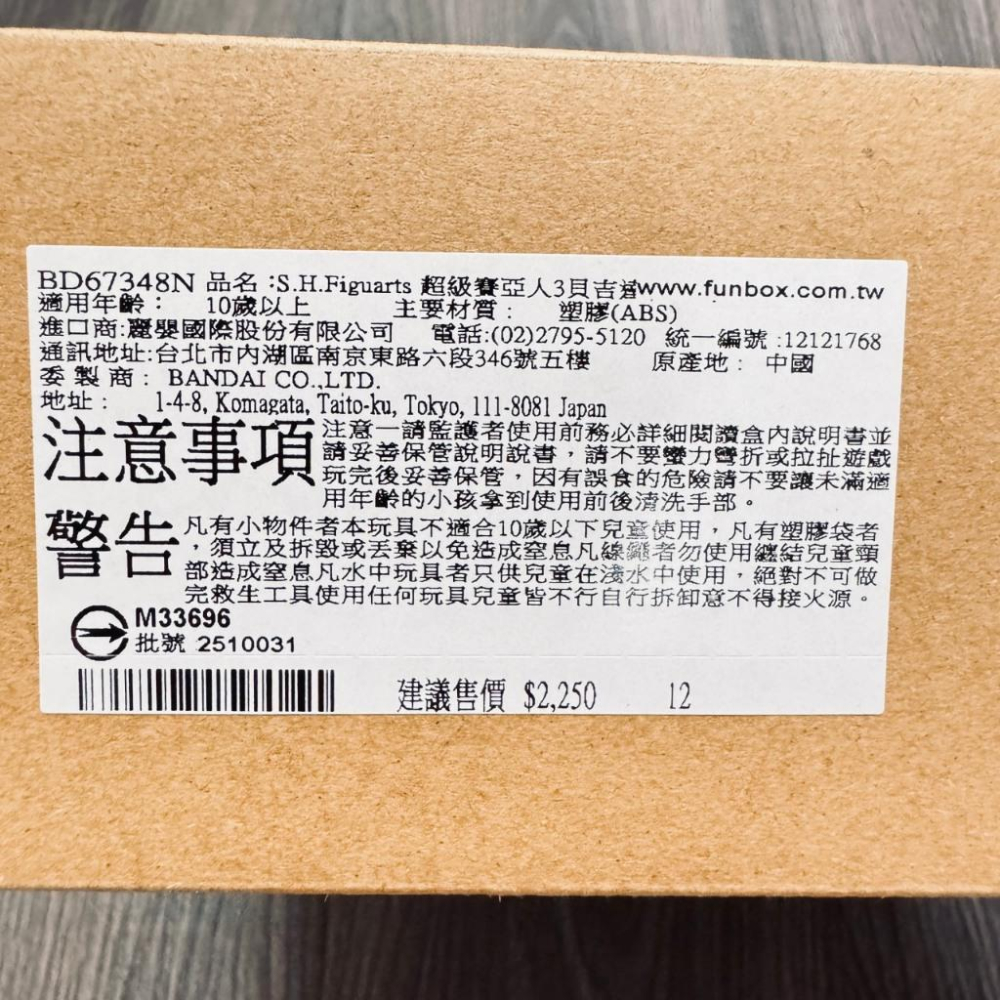 BD67348N 品名:S.H.Figuarts 超級賽亞人3貝吉 www.funbox.com.tw
適用年齡： 10歲以上 主要材質： 塑膠(ABS)
進口商:麗嬰國際股份有限公司 電話:(02)2795-5120 統一編號:12121768
通訊地址:台北市內湖區南京東路六段346號五樓 原產地： 中國
委製商： BANDAI CO.,LTD.
地址： 1-4-8, Komagata, Taito-ku, Tokyo, 111-8081 Japan
注意事項
注意一請監護者使用前務必詳細閱讀盒內說明書並
請妥善保管說明說書，請不要蠻力彎折或拉扯遊戲
玩完後妥善保管，因有誤食的危險請不要讓未滿適
用年齡的小孩拿到使用前後清洗手部。
警告
凡有小物件者本玩具不適合10歲以下兒童使用，凡有塑膠袋者
，須立及拆毀或丟棄以免造成窒息凡線繩者勿使用纏結兒童頸
部造成窒息凡水中玩具者只供兒童在淺水中使用，絕對不可做
完救生工具使用任何玩具兒童皆不行自行拆卸意不得接火源。
M33696
批號 2510031
建議售價 $2,250 12